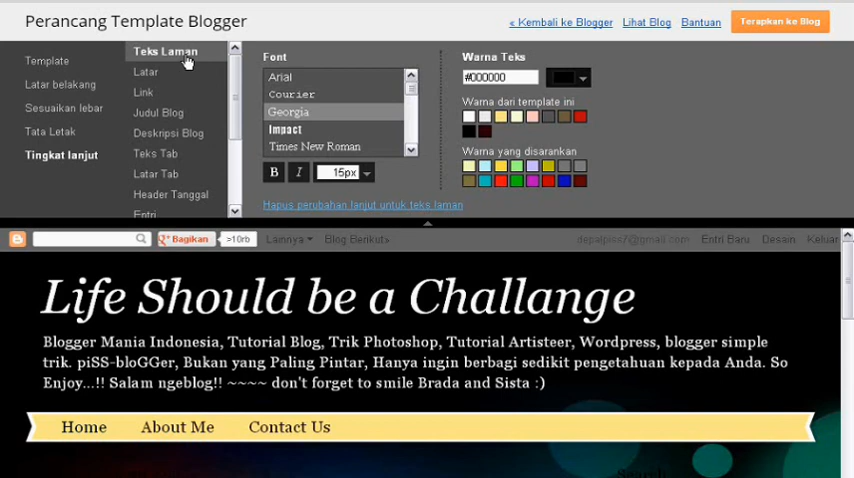 Perancang Template Blogger
« Kembali ke Blogger
Lihat Blog
Bantuan
Terapkan ke Blog
Template
Latar belakang
Sesuaikan lebar
Tata Letak
Tingkat lanjut
Teks Laman
Latar
Link
Judul Blog
Deskripsi Blog
Teks Tab
Latar Tab
Header Tanggal
Entri
Font
Arial
Courier
Georgia
Impact
Times New Roman
B
I
15px
Hapus perubahan lanjut untuk teks laman
Warna Teks
#000000
Warna dari template ini
Warna yang disarankan
Bagikan
>10rb
Lainnya
Blog Berikut»
depalpiss7@gmail.com
Entri Baru
Desain
Keluar
Life Should be a Challange
Blogger Mania Indonesia, Tutorial Blog, Trik Photoshop, Tutorial Artisteer, Wordpress, blogger simple
trik. piSS-bloGGer, Bukan yang Paling Pintar, Hanya ingin berbagi sedikit pengetahuan kepada Anda. So
Enjoy...!! Salam ngeblog!! ~~~~ don't forget to smile Brada and Sista :)
Home
About Me
Contact Us
Search